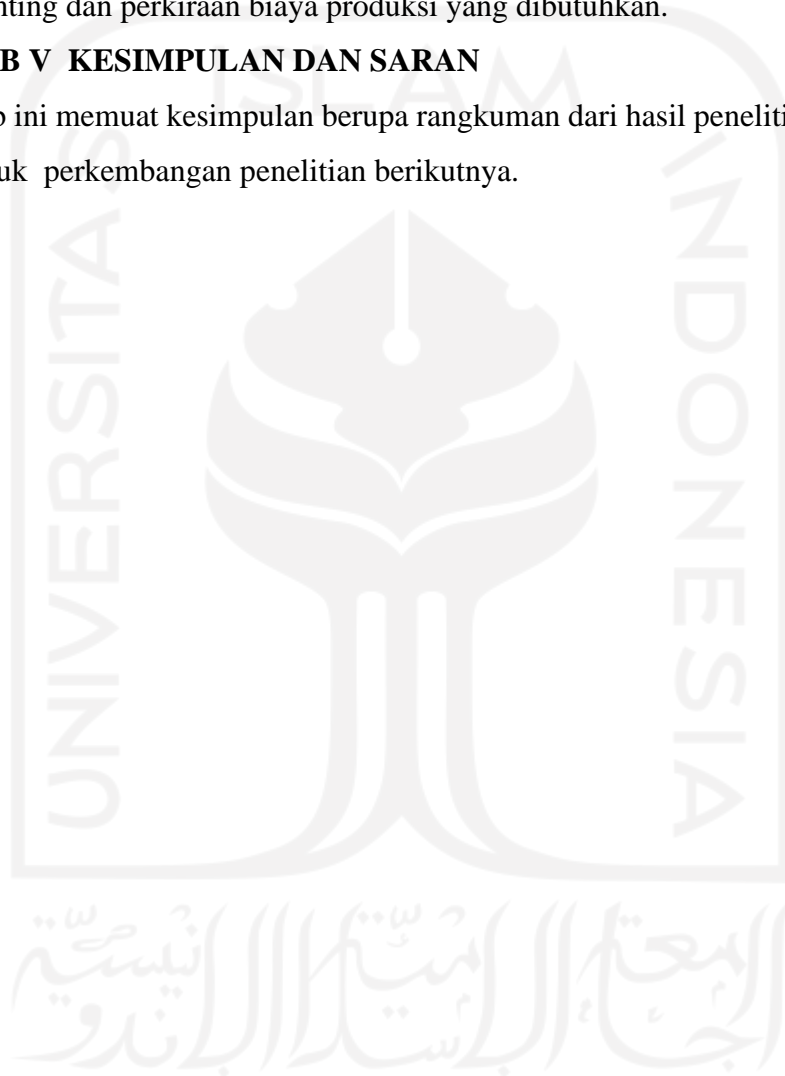 nting dan perkiraan biaya produksi yang dibutuhkan.
B V KESIMPULAN DAN SARAN
ini memuat kesimpulan berupa rangkuman dari hasil peneliti
uk perkembangan penelitian berikutnya.
ISLAM
UNIVERSITAS
INDONESIA